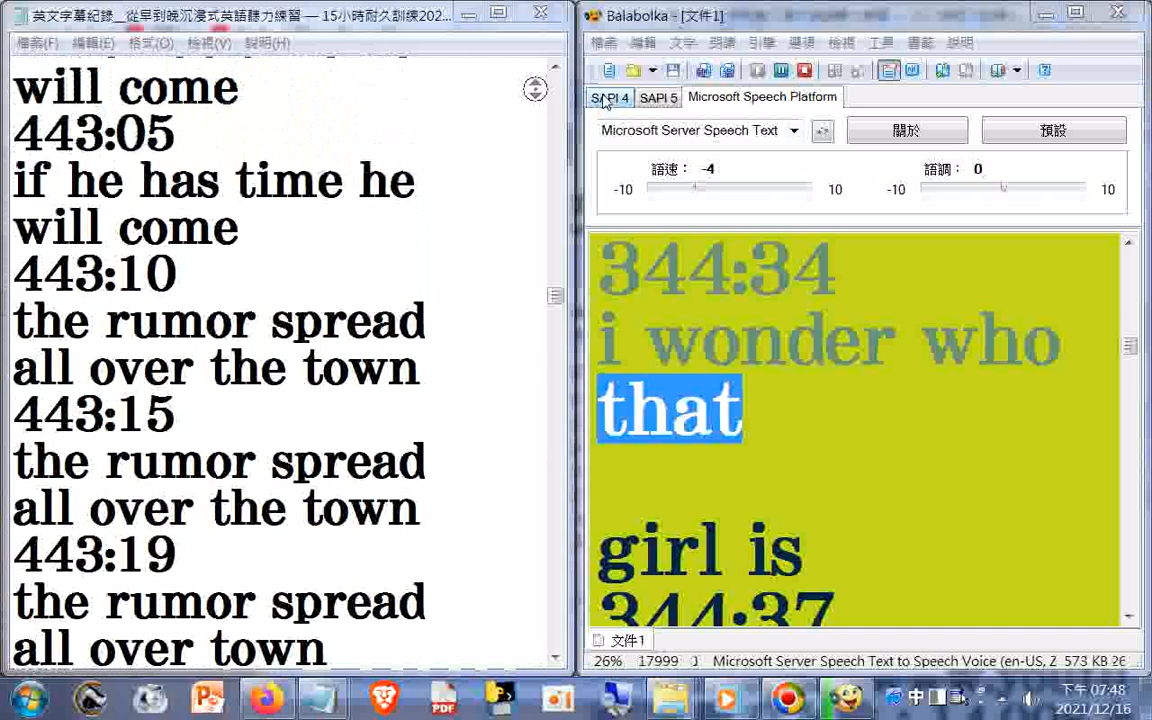 英文字幕紀錄__從早到晚沉浸式英語聽力練習 — 15小時耐久訓練202...
檔案(F) 編輯(E) 格式(O) 檢視(V) 說明(H)
will come
443:05
if he has time he
will come
443:10
the rumor spread
all over the town
443:15
the rumor spread
all over the town
443:19
the rumor spread
all over town
Balabolka - [文件1]
檔案 編輯 文字 朗讀 引擎 選項 檢視 工具 書籤 說明
SAPI 4 SAPI 5 Microsoft Speech Platform
Microsoft Server Speech Text 關於 預設
語速： -4 語調： 0
-10 10 -10 10
344:34
i wonder who
that
girl is
344:37
文件1
26% 17999 Microsoft Server Speech Text to Speech Voice (en-US, Z 573 KB 26
PDF 中 下午 07:48
2021/12/16